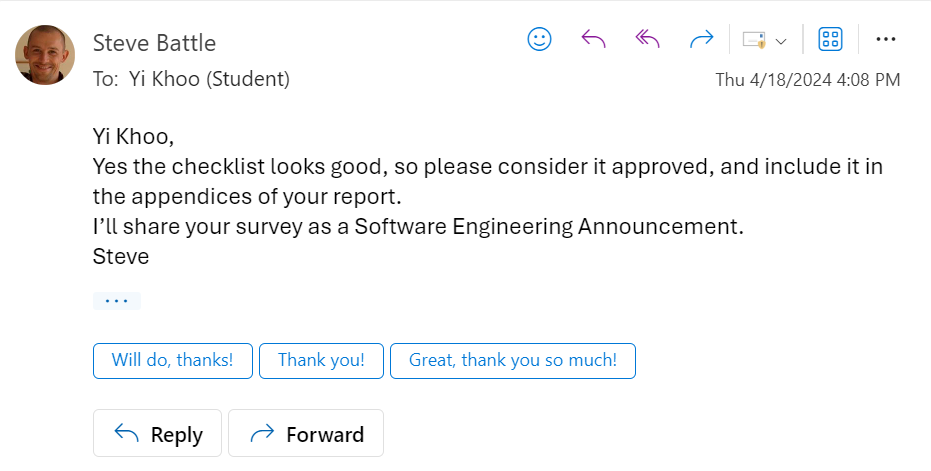 Steve Battle
To: Yi Khoo (Student)
Thu 4/18/2024 4:08 PM
Yi Khoo,
Yes the checklist looks good, so please consider it approved, and include it in
the appendices of your report.
I’ll share your survey as a Software Engineering Announcement.
Steve
Will do, thanks!
Thank you!
Great, thank you so much!
Reply
Forward